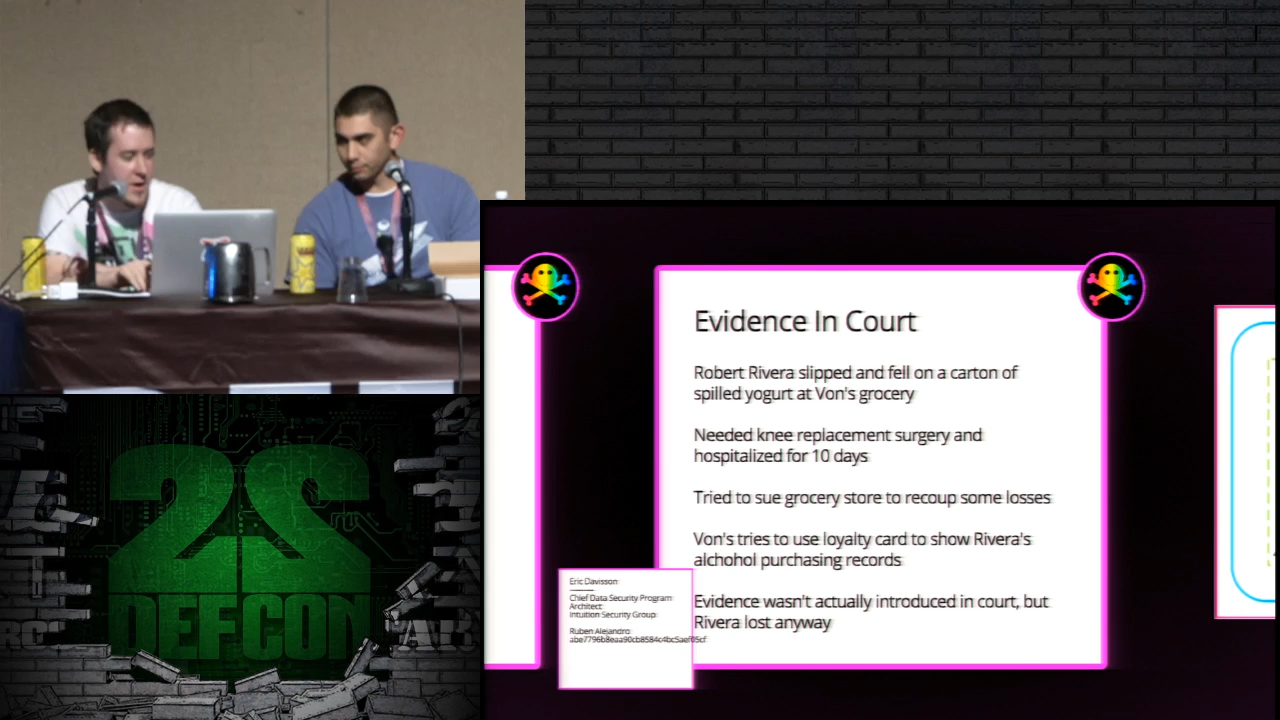 Evidence In Court
Robert Rivera slipped and fell on a carton of
spilled yogurt at Von's grocery
Needed knee replacement surgery and
hospitalized for 10 days
Tried to sue grocery store to recoup some losses
Von's tries to use loyalty card to show Rivera's
alchohol purchasing records
Evidence wasn't actually introduced in court, but
Rivera lost anyway
Eric Davisson
Chief Data Security Program
Architect
Intuition Security Group
Ruben Alejandro
22
DEFCON